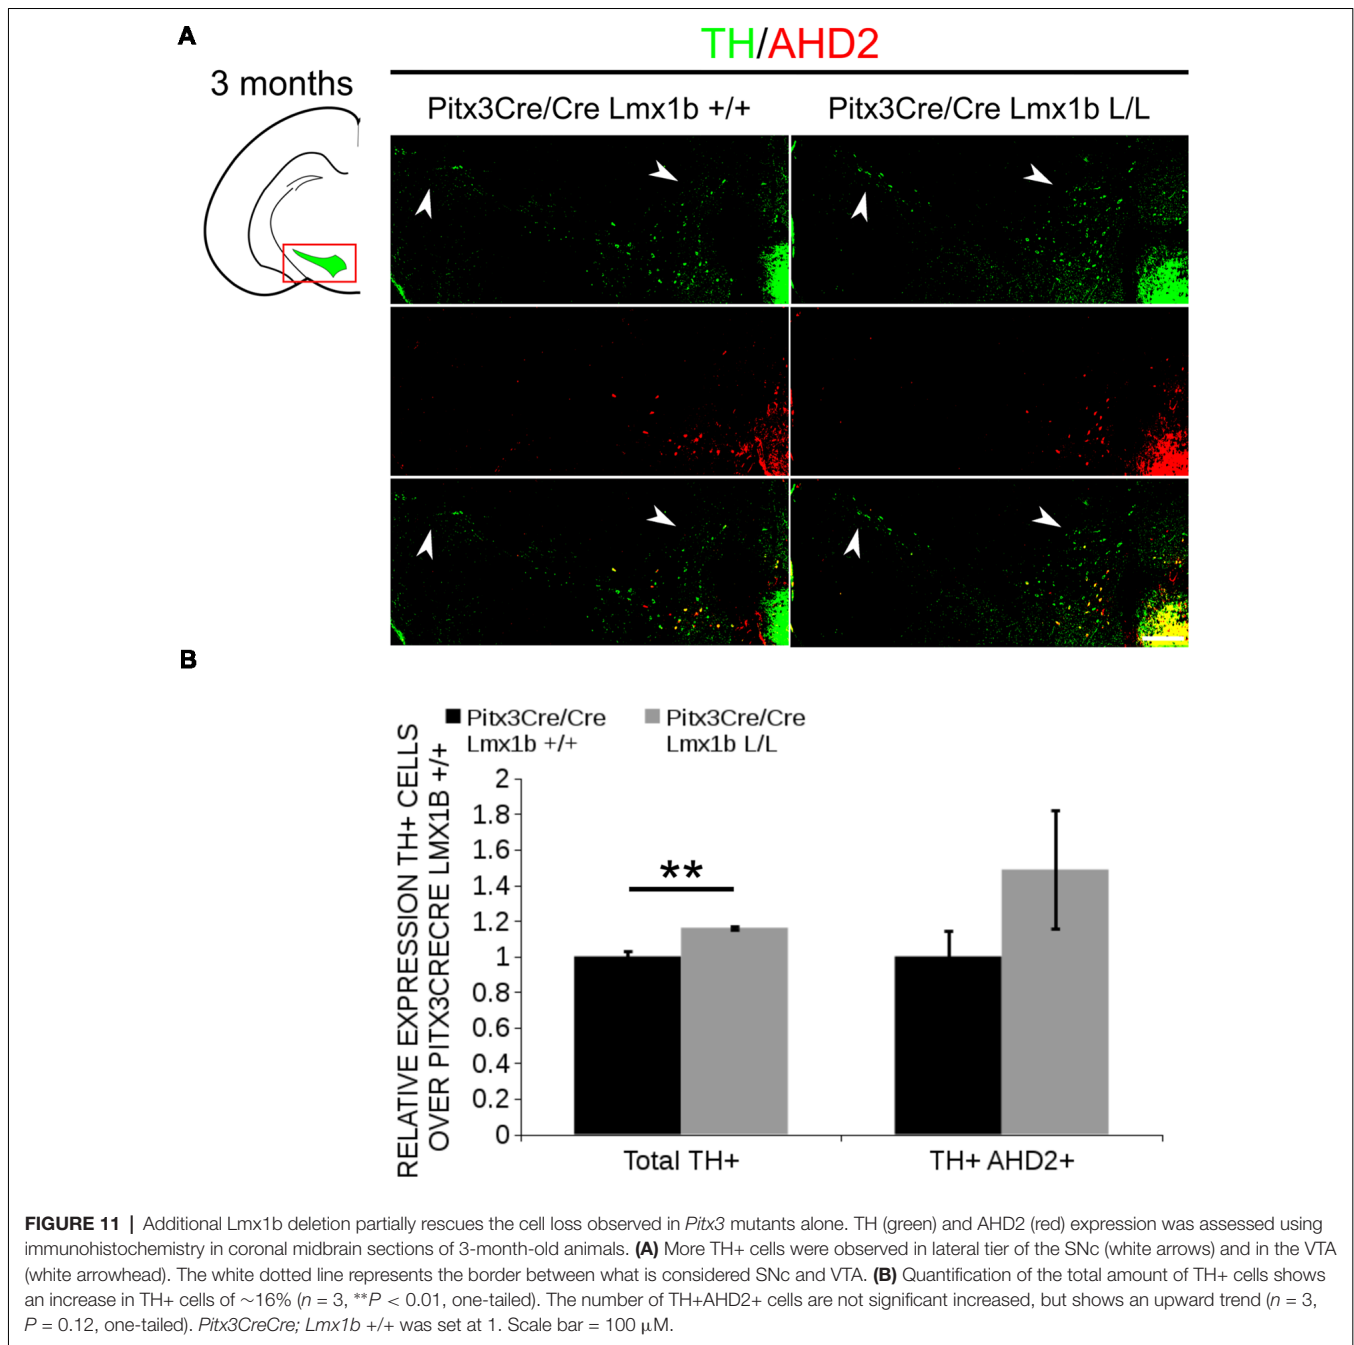 A
TH/AHD2
3 months
Pitx3Cre/Cre Lmx1b +/+
Pitx3Cre/Cre Lmx1b L/L
B
RELATIVE EXPRESSION TH+ CELLS
OVER PITX3CRECRE LMX1B +/+
Pitx3Cre/Cre
Lmx1b +/+
Pitx3Cre/Cre
Lmx1b L/L
2
1.8
1.6
1.4
1.2
1
0.8
0.6
0.4
0.2
0
**
Total TH+
TH+ AHD2+
FIGURE 11 | Additional Lmx1b deletion partially rescues the cell loss observed in Pitx3 mutants alone. TH (green) and AHD2 (red) expression was assessed using
immunohistochemistry in coronal midbrain sections of 3-month-old animals. (A) More TH+ cells were observed in lateral tier of the SNc (white arrows) and in the VTA
(white arrowhead). The white dotted line represents the border between what is considered SNc and VTA. (B) Quantification of the total amount of TH+ cells shows
an increase in TH+ cells of ∼16% (n = 3, **P < 0.01, one-tailed). The number of TH+AHD2+ cells are not significant increased, but shows an upward trend (n = 3,
P = 0.12, one-tailed). Pitx3CreCre; Lmx1b +/+ was set at 1. Scale bar = 100 μM.